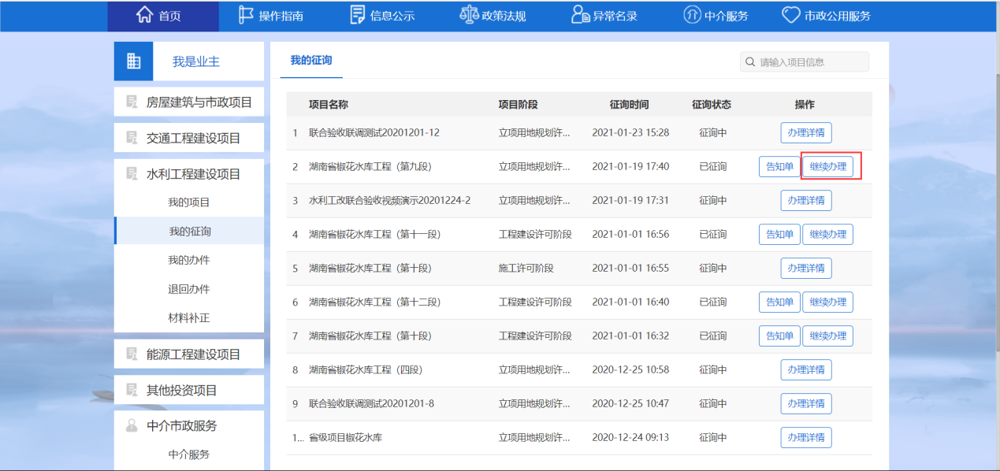 首页 操作指南 信息公示 政策法规 异常名录 中介服务 市政公用服务
我是业主
房屋建筑与市政项目
交通工程建设项目
水利工程建设项目
我的项目
我的征询
我的办件
退回办件
材料补正
能源工程建设项目
其他投资项目
中介市政服务
中介服务
我的征询
请输入项目信息
项目名称 项目阶段 征询时间 征询状态 操作
1 联合验收联调测试20201201-12 立项用地规划许... 2021-01-23 15:28 征询中 办理详情
2 湖南省椒花水库工程（第九段） 立项用地规划许... 2021-01-19 17:40 已征询 告知单 继续办理
3 水利工改联合验收视频演示20201224-2 立项用地规划许... 2021-01-19 17:31 征询中 办理详情
4 湖南省椒花水库工程（第十一段） 工程建设许可阶段 2021-01-01 16:56 已征询 告知单 继续办理
5 湖南省椒花水库工程（第十段） 施工许可阶段 2021-01-01 16:55 征询中 办理详情
6 湖南省椒花水库工程（第十二段） 工程建设许可阶段 2021-01-01 16:40 已征询 告知单 继续办理
7 湖南省椒花水库工程（第十段） 工程建设许可阶段 2021-01-01 16:32 已征询 告知单 继续办理
8 湖南省椒花水库工程（四段） 立项用地规划许... 2020-12-25 10:58 征询中 办理详情
9 联合验收联调测试20201201-8 立项用地规划许... 2020-12-25 10:47 征询中 办理详情
1... 省级项目椒花水库 立项用地规划许... 2020-12-24 09:13 征询中 办理详情